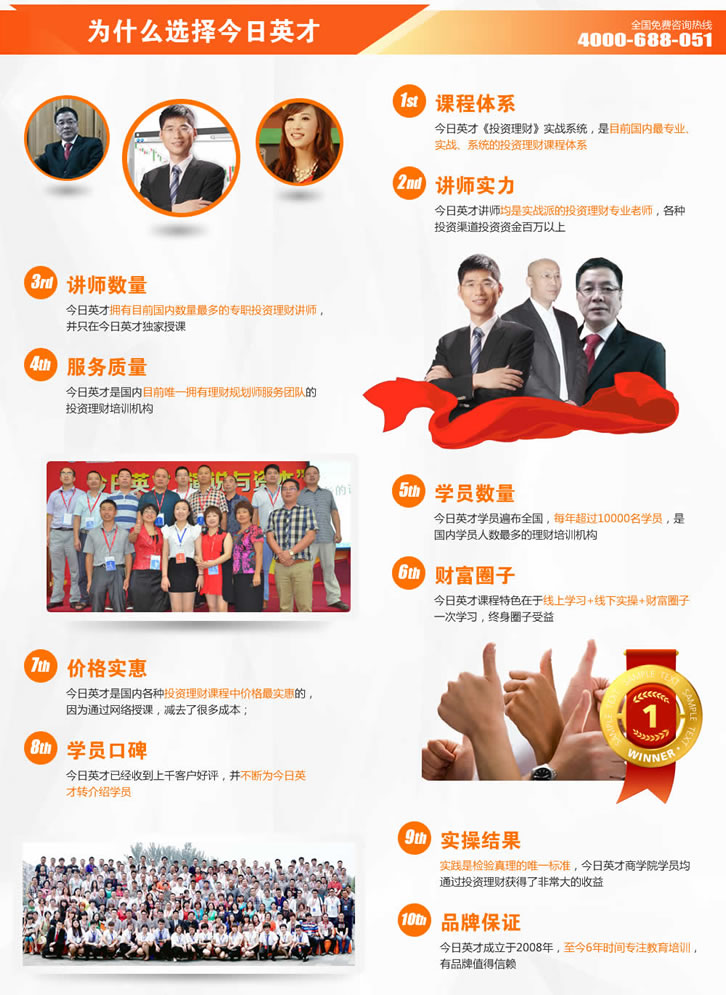 为什么选择今日英才
全国免费咨询热线
4000-688-051
1st 课程体系
今日英才《投资理财》实战系统，是目前国内最专业、
实战、系统的投资理财课程体系
2nd 讲师实力
今日英才讲师均是实战派的投资理财专业老师，各种
投资渠道投资资金百万以上
3rd 讲师数量
今日英才拥有目前国内数量最多的专职投资理财讲师，
并只在今日英才独家授课
4th 服务质量
今日英才是国内目前唯一拥有理财规划师服务团队的
投资理财培训机构
今日英
说与资本”
5th 学员数量
今日英才学员遍布全国，每年超过10000名学员，是
国内学员人数最多的理财培训机构
6th 财富圈子
今日英才课程特色在于线上学习+线下实操+财富圈子
一次学习，终身圈子受益
SAMPLE TEXT
SAMPLE TEXT
1
WINNER
7th 价格实惠
今日英才是国内各种投资理财课程中价格最实惠的，
因为通过网络授课，减去了很多成本；
8th 学员口碑
今日英才已经收到上千客户好评，并不断为今日英
才转介绍学员
9th 实操结果
实践是检验真理的唯一标准，今日英才商学院学员均
通过投资理财获得了非常大的收益
10th 品牌保证
今日英才成立于2008年，至今6年时间专注教育培训，
有品牌值得信赖